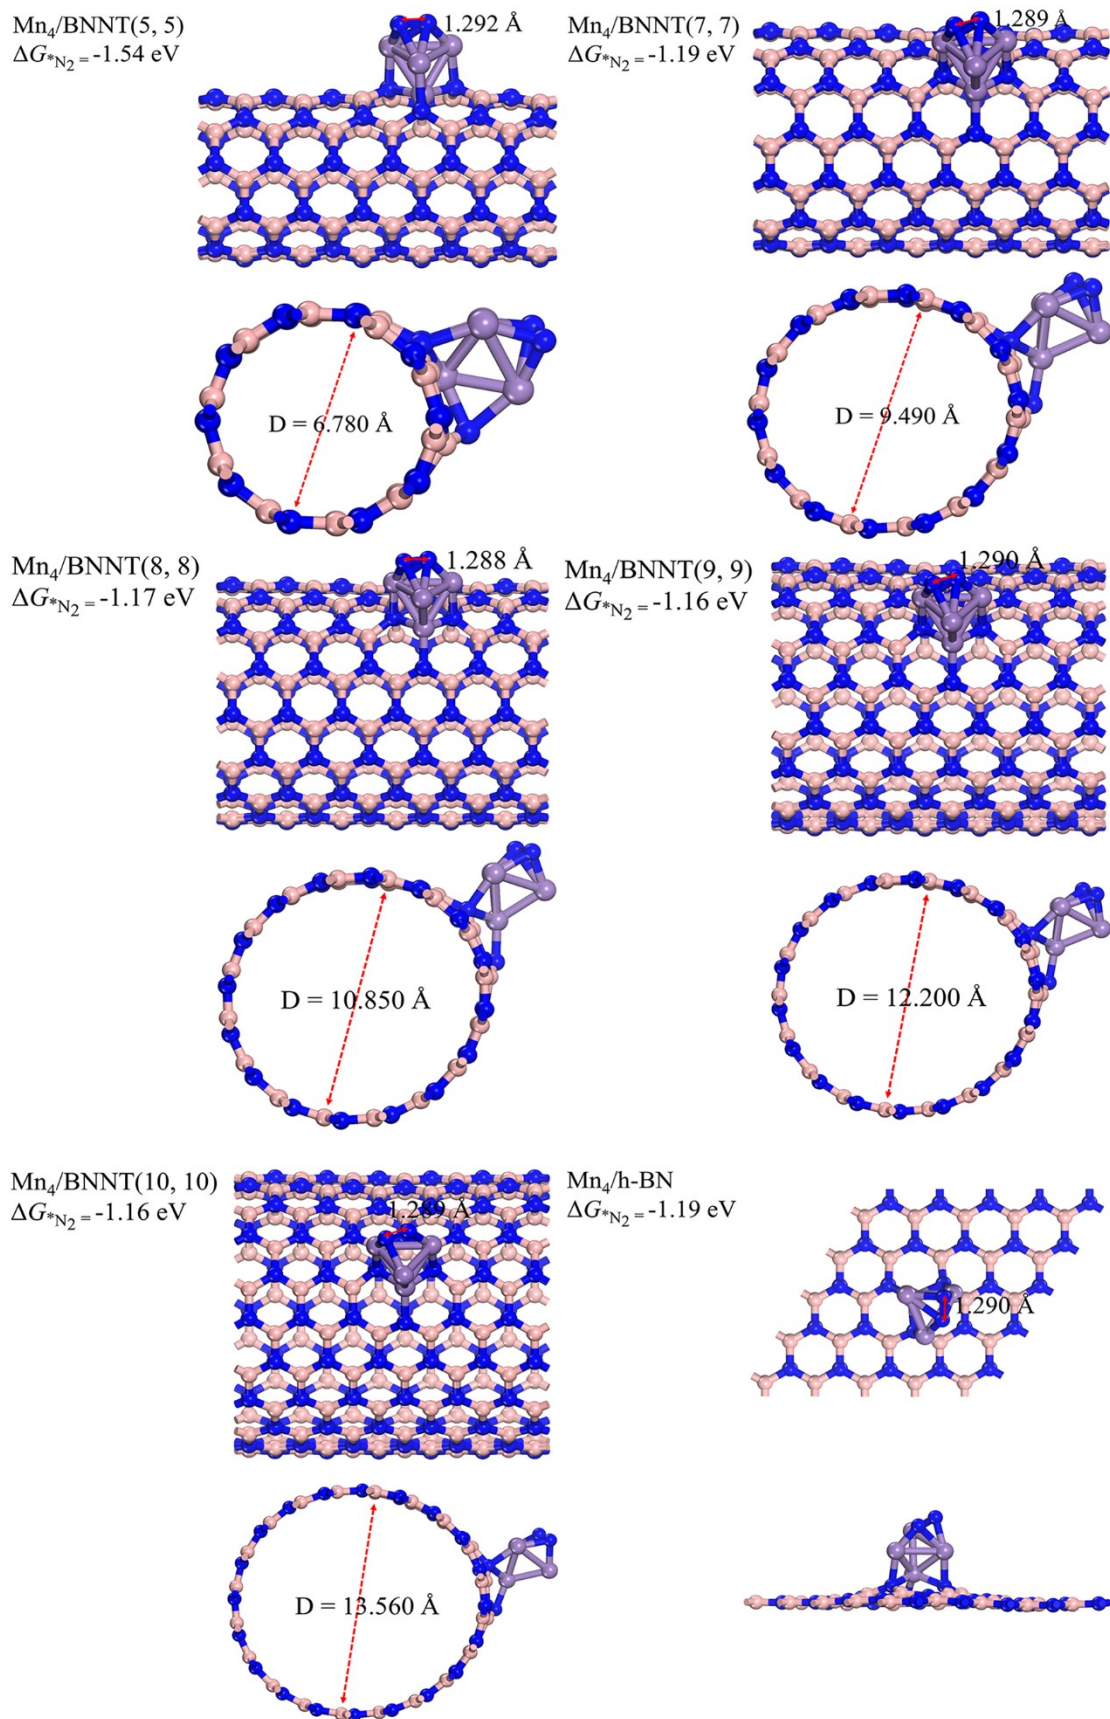 Mn₄/BNNT(5, 5)
ΔG*N₂ = -1.54 eV
1.292 Å
Mn₄/BNNT(7, 7)
ΔG*N₂ = -1.19 eV
1.289 Å
D = 6.780 Å
D = 9.490 Å
Mn₄/BNNT(8, 8)
ΔG*N₂ = -1.17 eV
1.288 Å
Mn₄/BNNT(9, 9)
ΔG*N₂ = -1.16 eV
1.290 Å
D = 10.850 Å
D = 12.200 Å
Mn₄/BNNT(10, 10)
ΔG*N₂ = -1.16 eV
1.289 Å
Mn₄/h-BN
ΔG*N₂ = -1.19 eV
1.290 Å
D = 13.560 Å